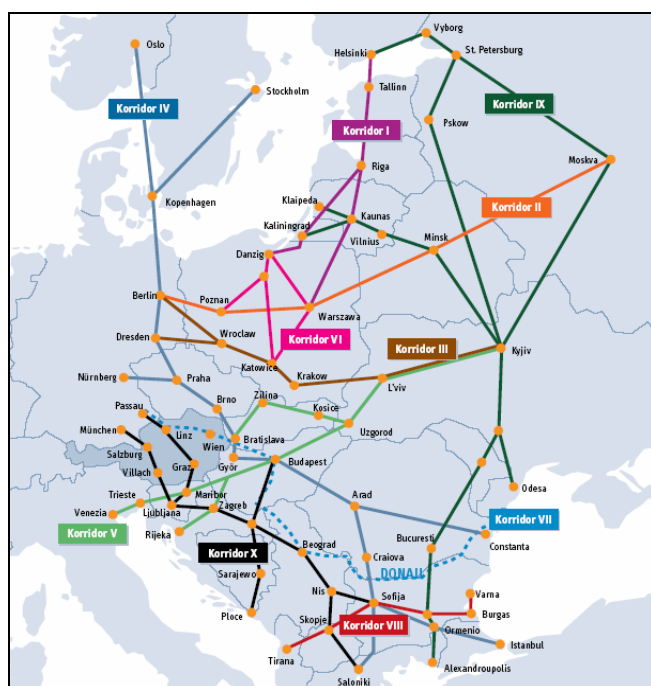 Vyborg
Oslo
Helsinki
St. Petersburg
Stockholm
Tallinn
Korridor IV
Korridor IX
Pskow
Korridor I
Moskva
Riga
Klaipeda
Kopenhagen
Kaunas
Korridor II
Kaliningrad
Vilnius
Minsk
Danzig
Berlin
Poznan
Warszawa
Dresden
Wroclaw
Korridor VI
Kyjiv
Korridor III
Katowice
Krakow
Nürnberg
Praha
L'viv
Zilina
Brno
Kosice
Passau
Uzgorod
München
Linz
Wien
Bratislava
Salzburg
Graz
Györ
Budapest
Villach
Odesa
Trieste
Maribor
Arad
Venezia
Ljubljana
Zagreb
Korridor VII
Korridor V
Rijeka
Bucuresti
Constanta
Korridor X
Beograd
Craiova
DONAU
Sarajewo
Nis
Sofija
Varna
Ploce
Skopje
Korridor VIII
Burgas
Ormenio
Tirana
Istanbul
Saloniki
Alexandroupolis